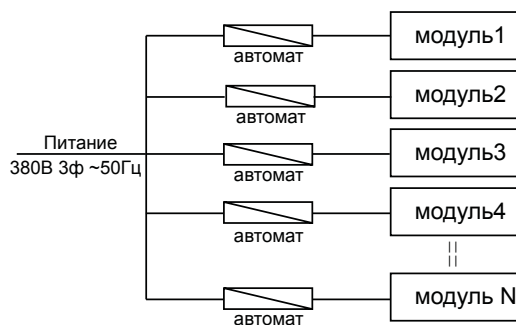 модуль1
автомат
модуль2
автомат
Питание
380В 3ф ~50Гц
модуль3
автомат
модуль4
автомат
модуль N
автомат